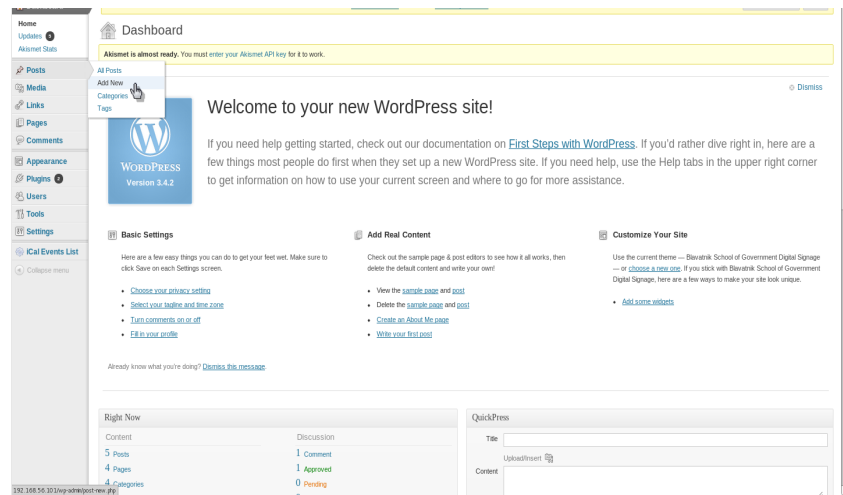 Home
Updates
Akismet Stats
Posts
Media
Links
Pages
Comments
Appearance
Plugins 2
Users
Tools
Settings
iCal Events List
Collapse menu
All Posts
Add New
Categories
Tags
Dashboard
Akismet is almost ready. You must enter your Akismet API key for it to work.
Dismiss
WORDPRESS
Version 3.4.2
Welcome to your new WordPress site!
If you need help getting started, check out our documentation on First Steps with WordPress. If you'd rather dive right in, here are a
few things most people do first when they set up a new WordPress site. If you need help, use the Help tabs in the upper right corner
to get information on how to use your current screen and where to go for more assistance.
Basic Settings
Here are a few easy things you can do to get your feet wet. Make sure to
click Save on each Settings screen.
Choose your privacy setting
Select your tagline and time zone
Turn comments on or off
Fill in your profile
Add Real Content
Check out the sample page & post editors to see how it all works, then
delete the default content and write your own!
View the sample page and post
Delete the sample page and post
Create an About Me page
Write your first post
Customize Your Site
Use the current theme — Blavatnik School of Government Digital Signage
— or choose a new one. If you stick with Blavatnik School of Government
Digital Signage, here are a few ways to make your site look unique.
Add some widgets
Already know what you're doing? Dismiss this message.
Right Now
Content
5 Posts
4 Pages
4 Categories
Discussion
1 Comment
1 Approved
0 Pending
QuickPress
Title
Upload/Insert
Content
192.168.56.101/wp-admin/post-new.php